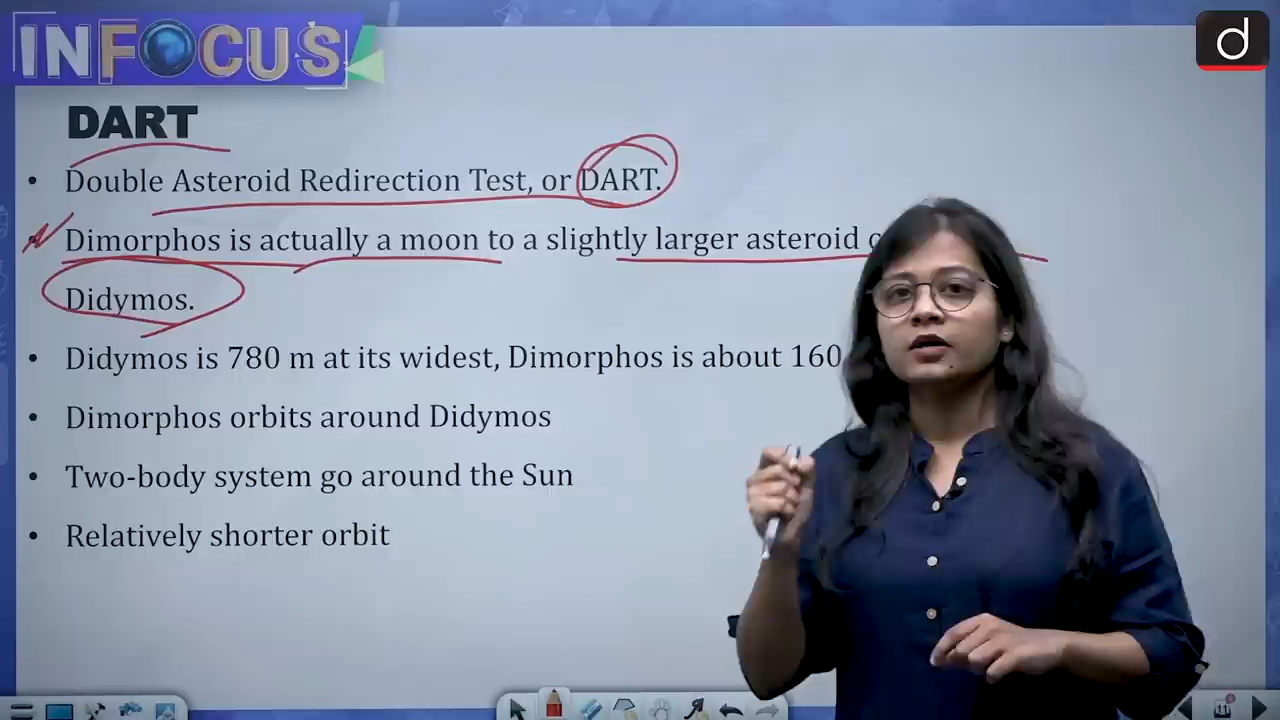 INFOCUS
d
DART
• Double Asteroid Redirection Test, or DART.
• Dimorphos is actually a moon to a slightly larger asteroid
Didymos.
• Didymos is 780 m at its widest, Dimorphos is about 160
• Dimorphos orbits around Didymos
• Two-body system go around the Sun
• Relatively shorter orbit
11